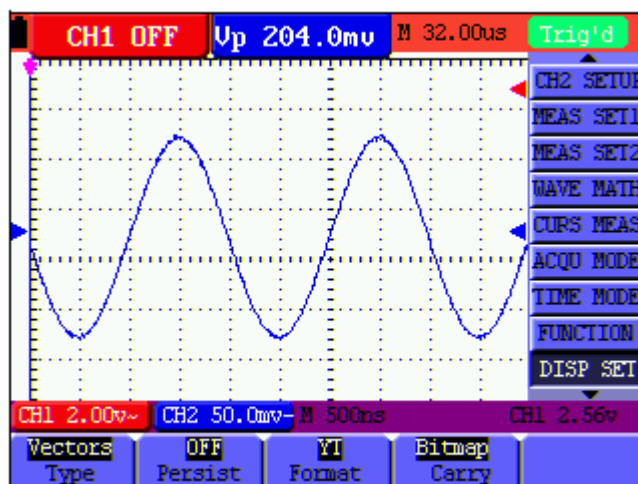 CH1 OFF
Vp 204.0mv
M 32.00us
Trig'd
CH2 SETUP
MEAS SET1
MEAS SET2
WAVE MATH
CURS MEAS
ACQU MODE
TIME MODE
FUNCTION
DISP SET
CH1 2.00v~
CH2 50.0mv-
M 500ns
CH1 2.56v
Vectors
Type
OFF
Persist
YT
Format
Bitmap
Carry